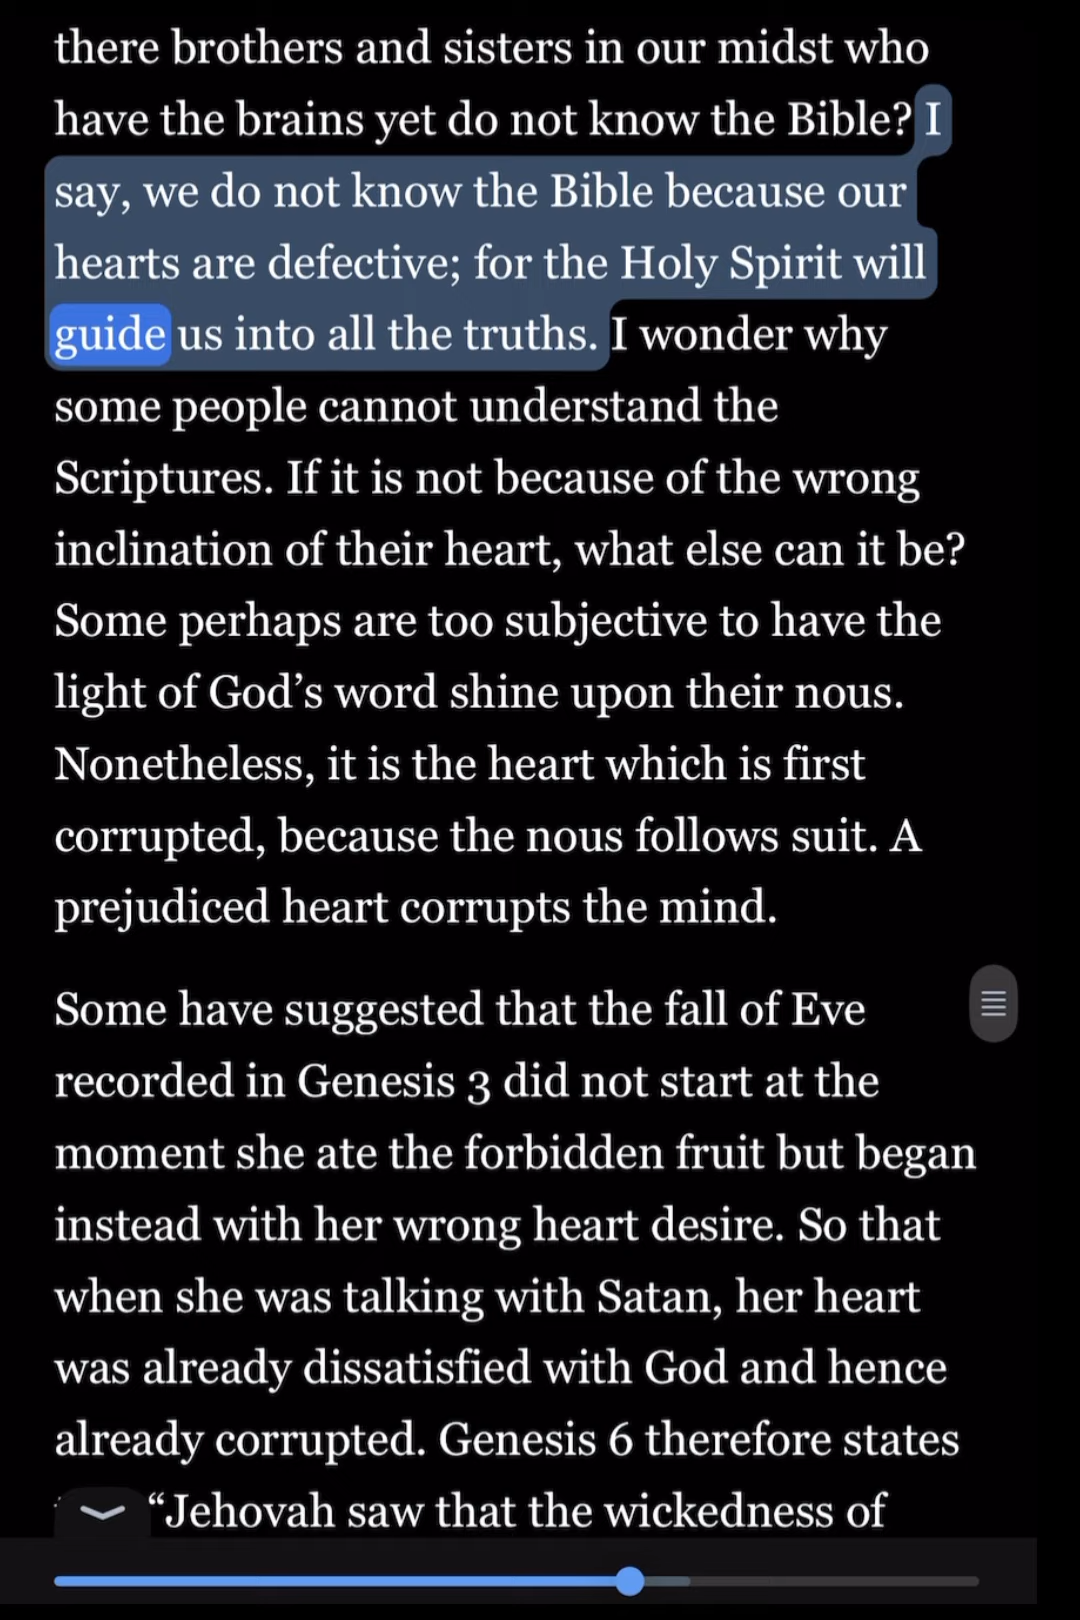 there brothers and sisters in our midst who
have the brains yet do not know the Bible? I
say, we do not know the Bible because our
hearts are defective; for the Holy Spirit will
guide us into all the truths. I wonder why
some people cannot understand the
Scriptures. If it is not because of the wrong
inclination of their heart, what else can it be?
Some perhaps are too subjective to have the
light of God’s word shine upon their nous.
Nonetheless, it is the heart which is first
corrupted, because the nous follows suit. A
prejudiced heart corrupts the mind.
Some have suggested that the fall of Eve
recorded in Genesis 3 did not start at the
moment she ate the forbidden fruit but began
instead with her wrong heart desire. So that
when she was talking with Satan, her heart
was already dissatisfied with God and hence
already corrupted. Genesis 6 therefore states
“Jehovah saw that the wickedness of